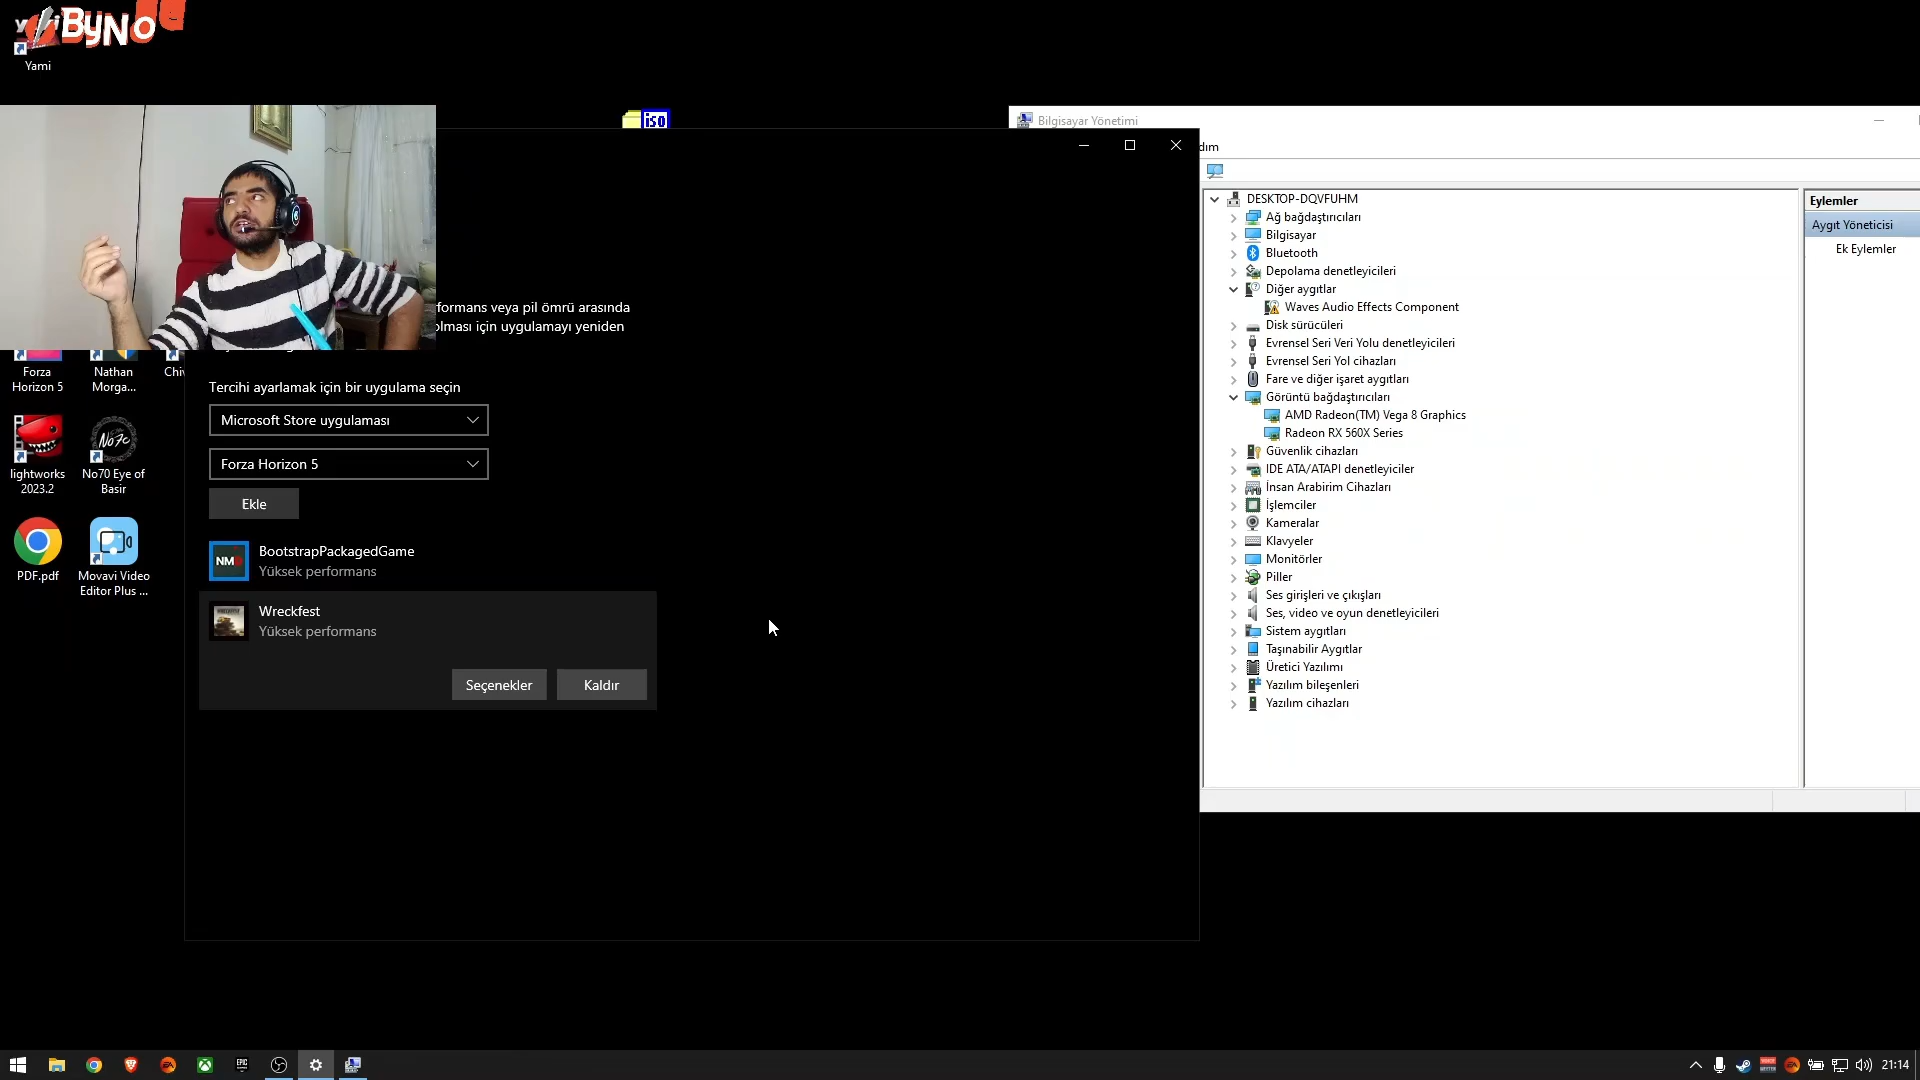 ByNo
Yami
iso
Bilgisayar Yönetimi
dım
DESKTOP-DQVFUHM
Ağ bağdaştırıcıları
Bilgisayar
Bluetooth
Depolama denetleyicileri
Diğer aygıtlar
Waves Audio Effects Component
Disk sürücüleri
Evrensel Seri Veri Yolu denetleyicileri
Evrensel Seri Yol cihazları
Fare ve diğer işaret aygıtları
Görüntü bağdaştırıcıları
AMD Radeon(TM) Vega 8 Graphics
Radeon RX 560X Series
Güvenlik cihazları
IDE ATA/ATAPI denetleyiciler
İnsan Arabirim Cihazları
İşlemciler
Kameralar
Klavyeler
Monitörler
Piller
Ses girişleri ve çıkışları
Ses, video ve oyun denetleyicileri
Sistem aygıtları
Taşınabilir Aygıtlar
Üretici Yazılımı
Yazılım bileşenleri
Yazılım cihazları
Eylemler
Aygıt Yöneticisi
Ek Eylemler
formans veya pil ömrü arasında
olması için uygulamayı yeniden
Tercihi ayarlamak için bir uygulama seçin
Microsoft Store uygulaması
Forza Horizon 5
Ekle
NM
BootstrapPackagedGame
Yüksek performans
Wreckfest
Yüksek performans
Seçenekler
Kaldır
Forza
Horizon 5
Nathan
Morga...
Chiv
lightworks
2023.2
No7c
No70 Eye of
Basir
PDF.pdf
Movavi Video
Editor Plus ...
EPIC
21:14